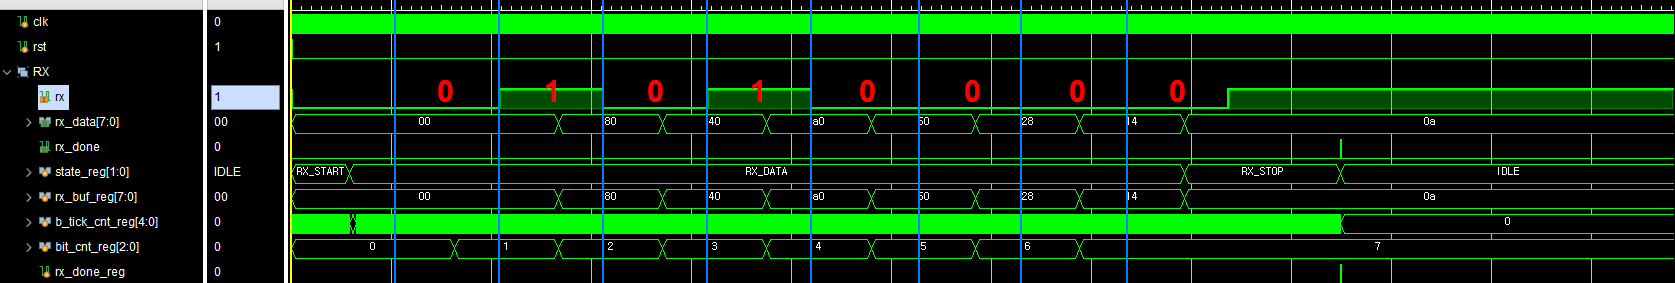 clk 0
rst 1
RX
rx 1 0 1 0 1 0 0 0 0
rx_data[7:0] 00 00 80 40 a0 50 28 14 0a
rx_done 0
state_reg[1:0] IDLE RX_START RX_DATA RX_STOP IDLE
rx_buf_reg[7:0] 00 00 80 40 a0 50 28 14 0a
b_tick_cnt_reg[4:0] 0 0
bit_cnt_reg[2:0] 0 0 1 2 3 4 5 6 7
rx_done_reg 0